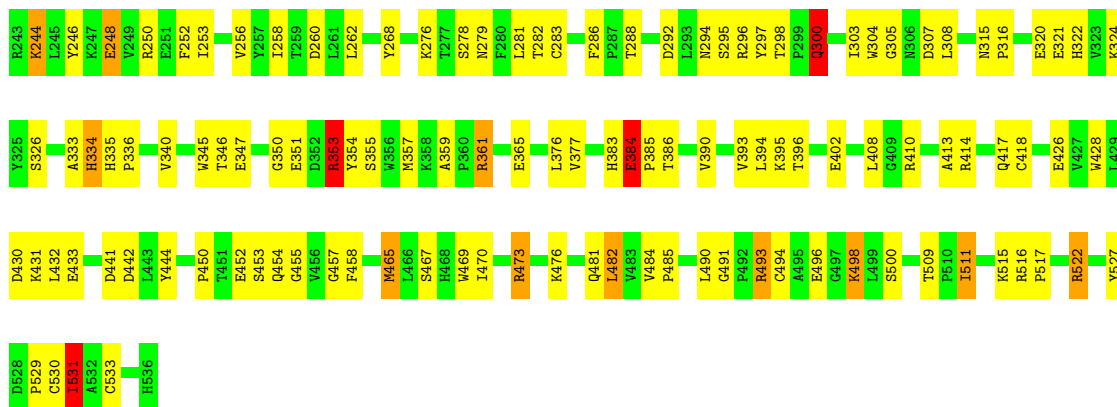 R243 K244 L245 Y246 K247 E248 V249 R250 E251 F252 I253 V256 Y257 I258 T259 D260 L261 L262 Y268 K276 T277 S278 N279 F280 L281 T282 C283 F286 P287 T288 D292 L293 N294 S295 R296 Y297 T298 P299 Q300 I303 W304 G305 N306 D307 L308 N315 P316 E320 E321 H322 V323 K324
Y325 S326 A333 H334 H335 P336 V340 W345 T346 E347 G350 E351 D352 R353 Y354 S355 W356 M357 K358 A359 P360 R361 E365 L376 V377 H383 E384 P385 T386 V390 V393 L394 K395 T396 E402 L408 G409 R410 A413 R414 Q417 C418 E426 V427 W428 L429
D430 K431 L432 E433 D441 D442 L443 Y444 P450 T451 E452 S453 Q454 G455 V456 G457 F458 M465 L466 S467 H468 W469 I470 R473 K476 Q481 L482 V483 V484 P485 L490 G491 P492 R493 C494 A495 E496 G497 K498 L499 S500 T509 P510 I511 K515 R516 P517 R522 Y527
D528 P529 C530 I531 A532 C533 H536